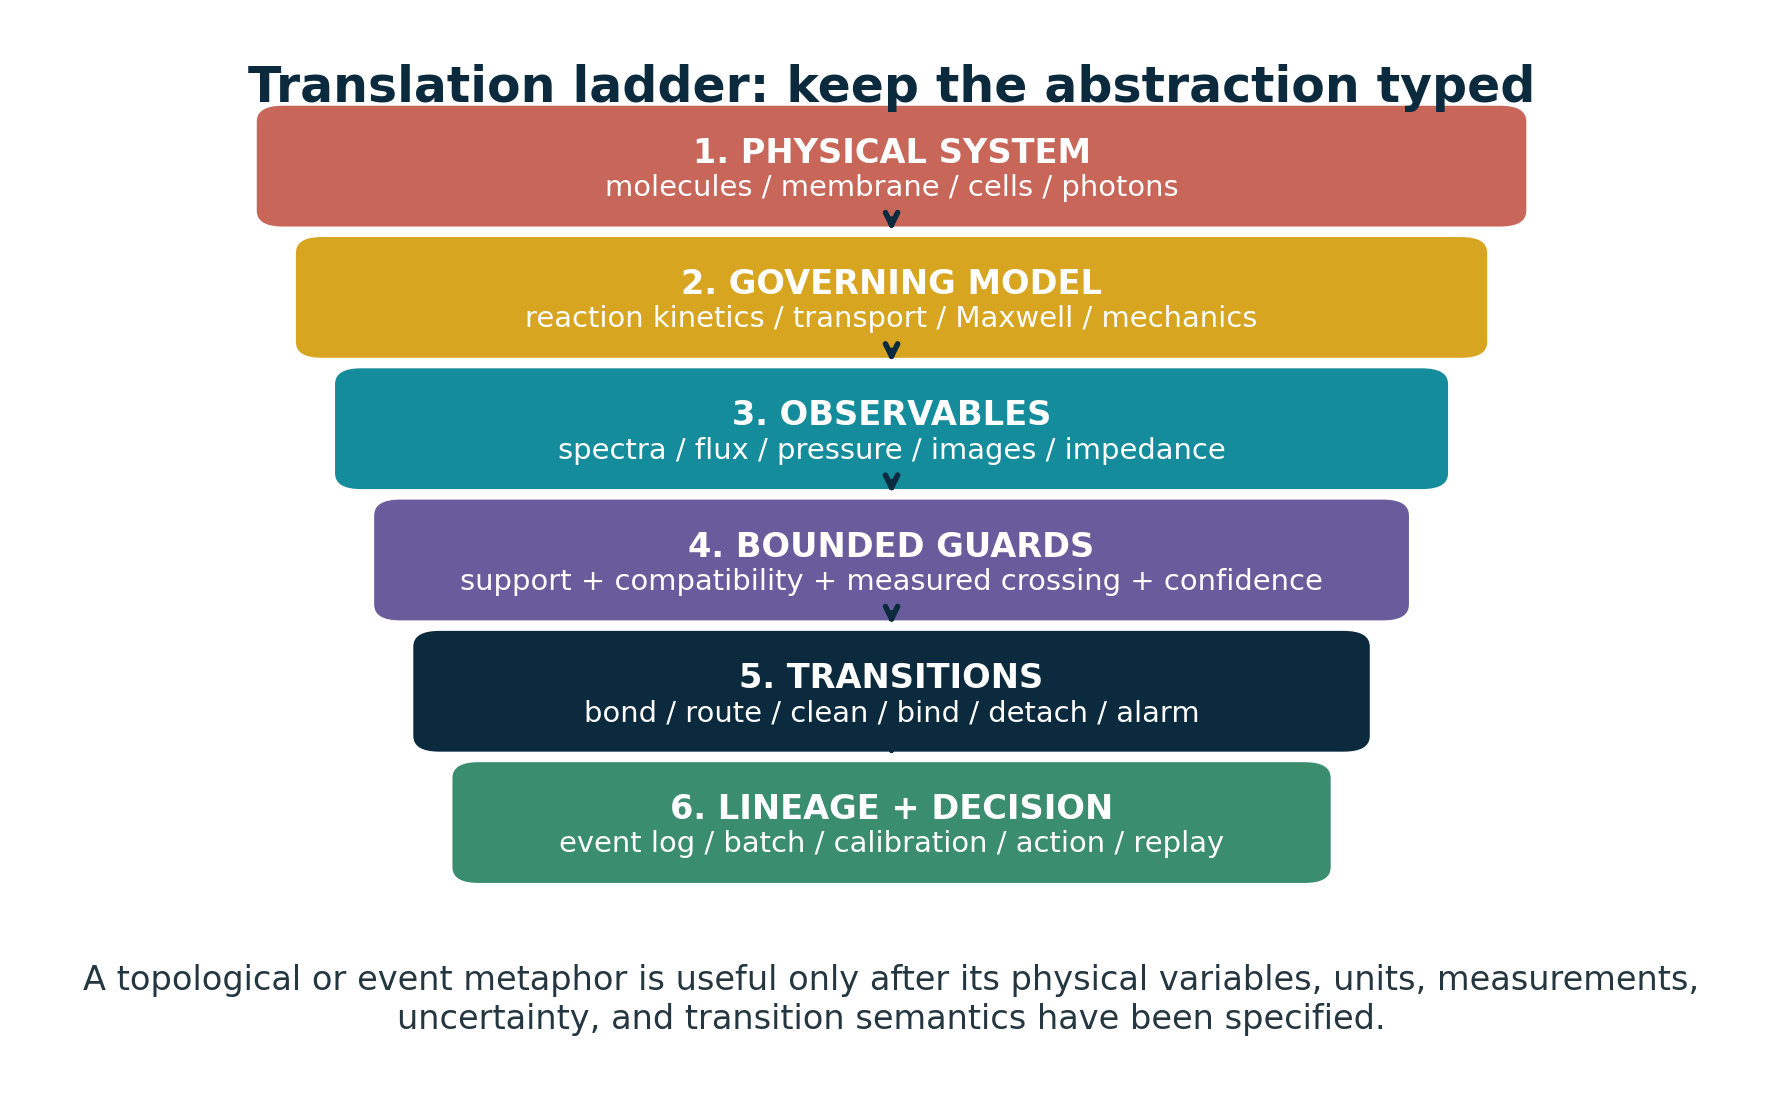 Translation ladder: keep the abstraction typed
1. PHYSICAL SYSTEM
molecules / membrane / cells / photons
2. GOVERNING MODEL
reaction kinetics / transport / Maxwell / mechanics
3. OBSERVABLES
spectra / flux / pressure / images / impedance
4. BOUNDED GUARDS
support + compatibility + measured crossing + confidence
5. TRANSITIONS
bond / route / clean / bind / detach / alarm
6. LINEAGE + DECISION
event log / batch / calibration / action / replay
A topological or event metaphor is useful only after its physical variables, units, measurements,
uncertainty, and transition semantics have been specified.